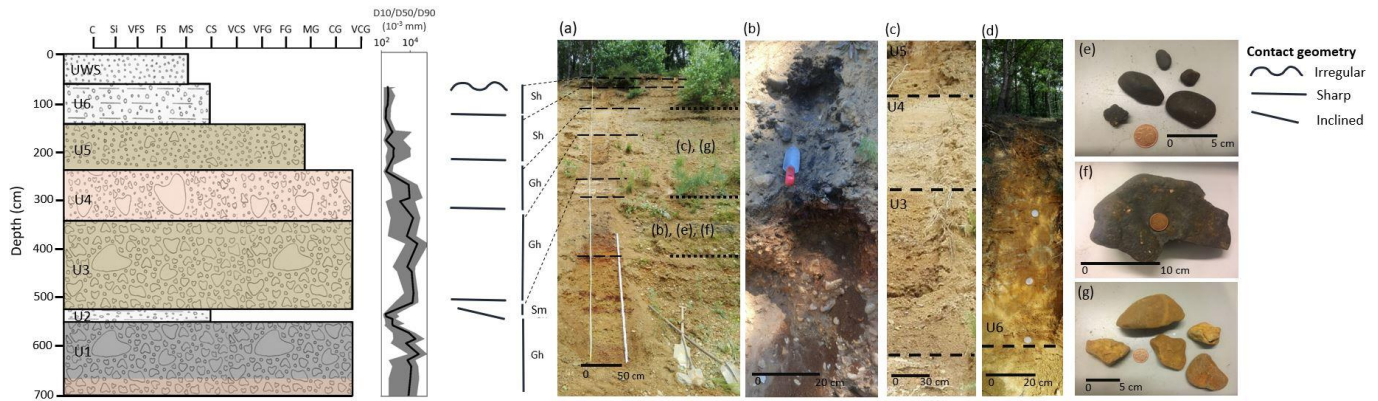 C Si VFS FS MS CS VCS VFG FG MG CG VCG
D10/D50/D90
(10-3 mm)
10² 10⁴
Depth (cm)
0
100
200
300
400
500
600
700
UWS
U6
U5
U4
U3
U2
U1
Sh
Sh
Gh
Gh
Sm
Gh
(a)
(c), (g)
(b), (e), (f)
0 50 cm
(b)
0 20 cm
(c)
U5
U4
U3
0 30 cm
(d)
U6
0 20 cm
(e)
0 5 cm
(f)
0 10 cm
(g)
0 5 cm
Contact geometry
Irregular
Sharp
Inclined